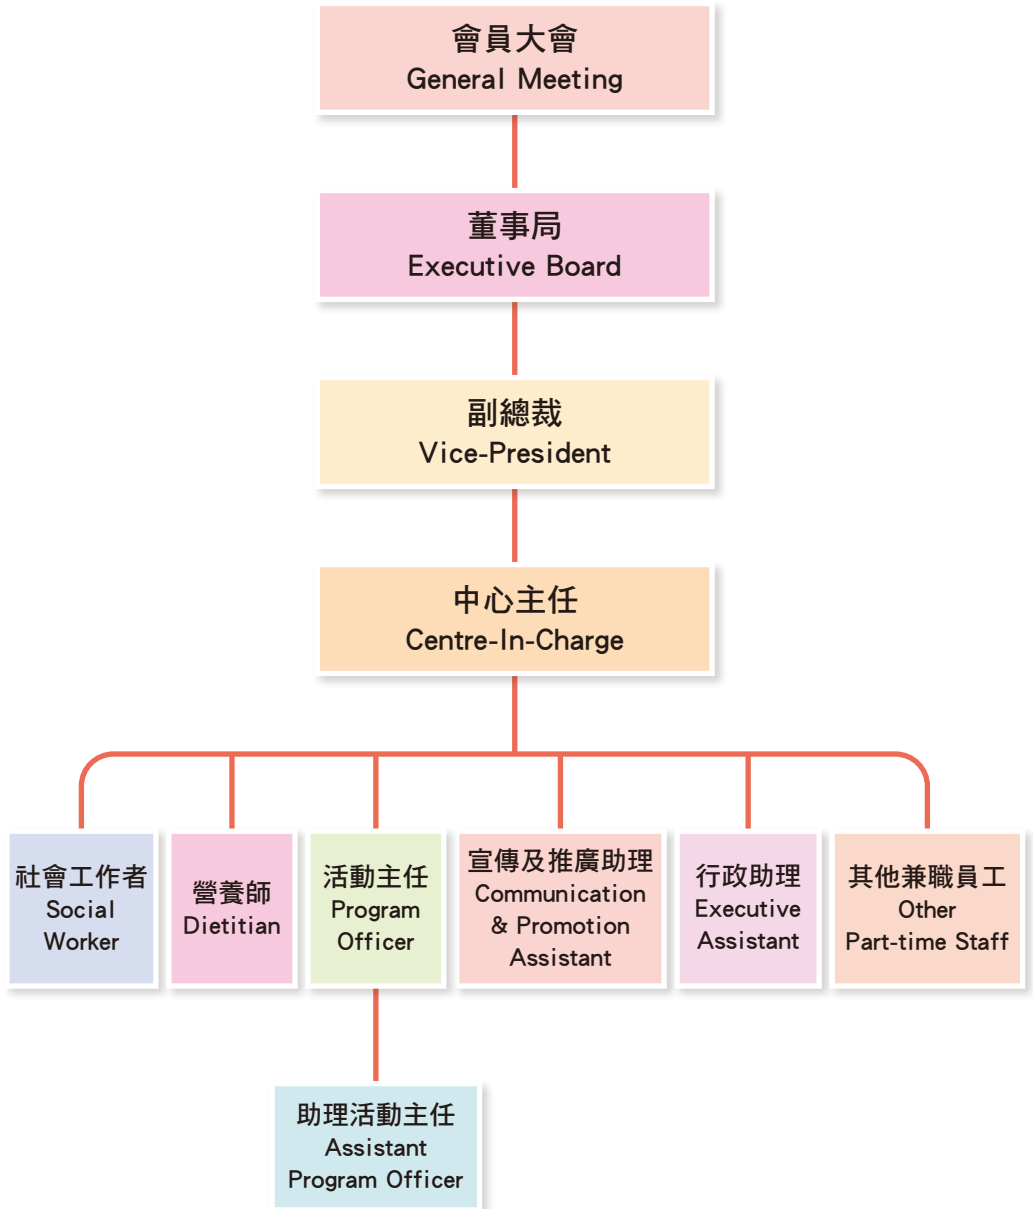 會員大會
General Meeting
董事局
Executive Board
副總裁
Vice-President
中心主任
Centre-In-Charge
社會工作者
Social
Worker
營養師
Dietitian
活動主任
Program
Officer
宣傳及推廣助理
Communication
& Promotion
Assistant
行政助理
Executive
Assistant
其他兼職員工
Other
Part-time Staff
助理活動主任
Assistant
Program Officer